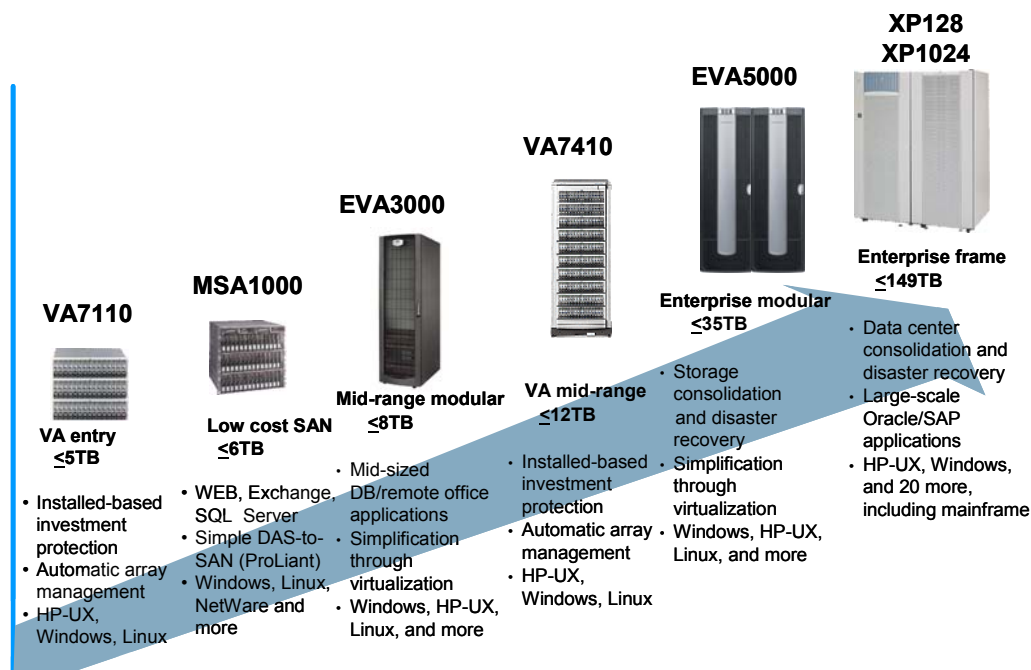 VA7110
VA entry
≤5TB
• Installed-based
investment
protection
• Automatic array
management
• HP-UX,
Windows, Linux
MSA1000
Low cost SAN
≤6TB
• WEB, Exchange,
SQL Server
• Simple DAS-to-
SAN (ProLiant)
• Windows, Linux,
NetWare and
more
EVA3000
Mid-range modular
≤8TB
• Mid-sized
DB/remote office
applications
• Simplification
through
virtualization
• Windows, HP-UX,
Linux, and more
VA7410
VA mid-range
≤12TB
• Installed-based
investment
protection
• Automatic array
management
• HP-UX,
Windows, Linux
EVA5000
Enterprise modular
≤35TB
• Storage
consolidation
and disaster
recovery
• Simplification
through
virtualization
• Windows, HP-UX,
Linux, and more
XP128
XP1024
Enterprise frame
≤149TB
• Data center
consolidation and
disaster recovery
• Large-scale
Oracle/SAP
applications
• HP-UX, Windows,
and 20 more,
including mainframe